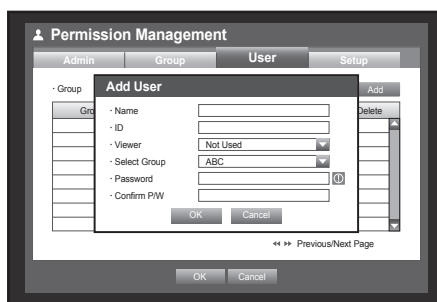 Permission Management
Admin Group User Setup
· Group Add
Add User
Gro Delete
· Name
· ID
· Viewer Not Used
· Select Group ABC
· Password
· Confirm P/W
OK Cancel
Previous/Next Page
OK Cancel